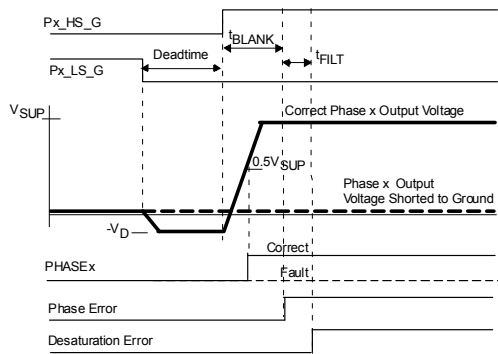 Px_HS_G
tBLANK
tFILT
Deadtime
Px_LS_G
VSUP
Correct Phase x Output Voltage
0.5VSUP
Phase x Output
Voltage Shorted to Ground
-VD
Correct
PHASEx
Fault
Phase Error
Desaturation Error